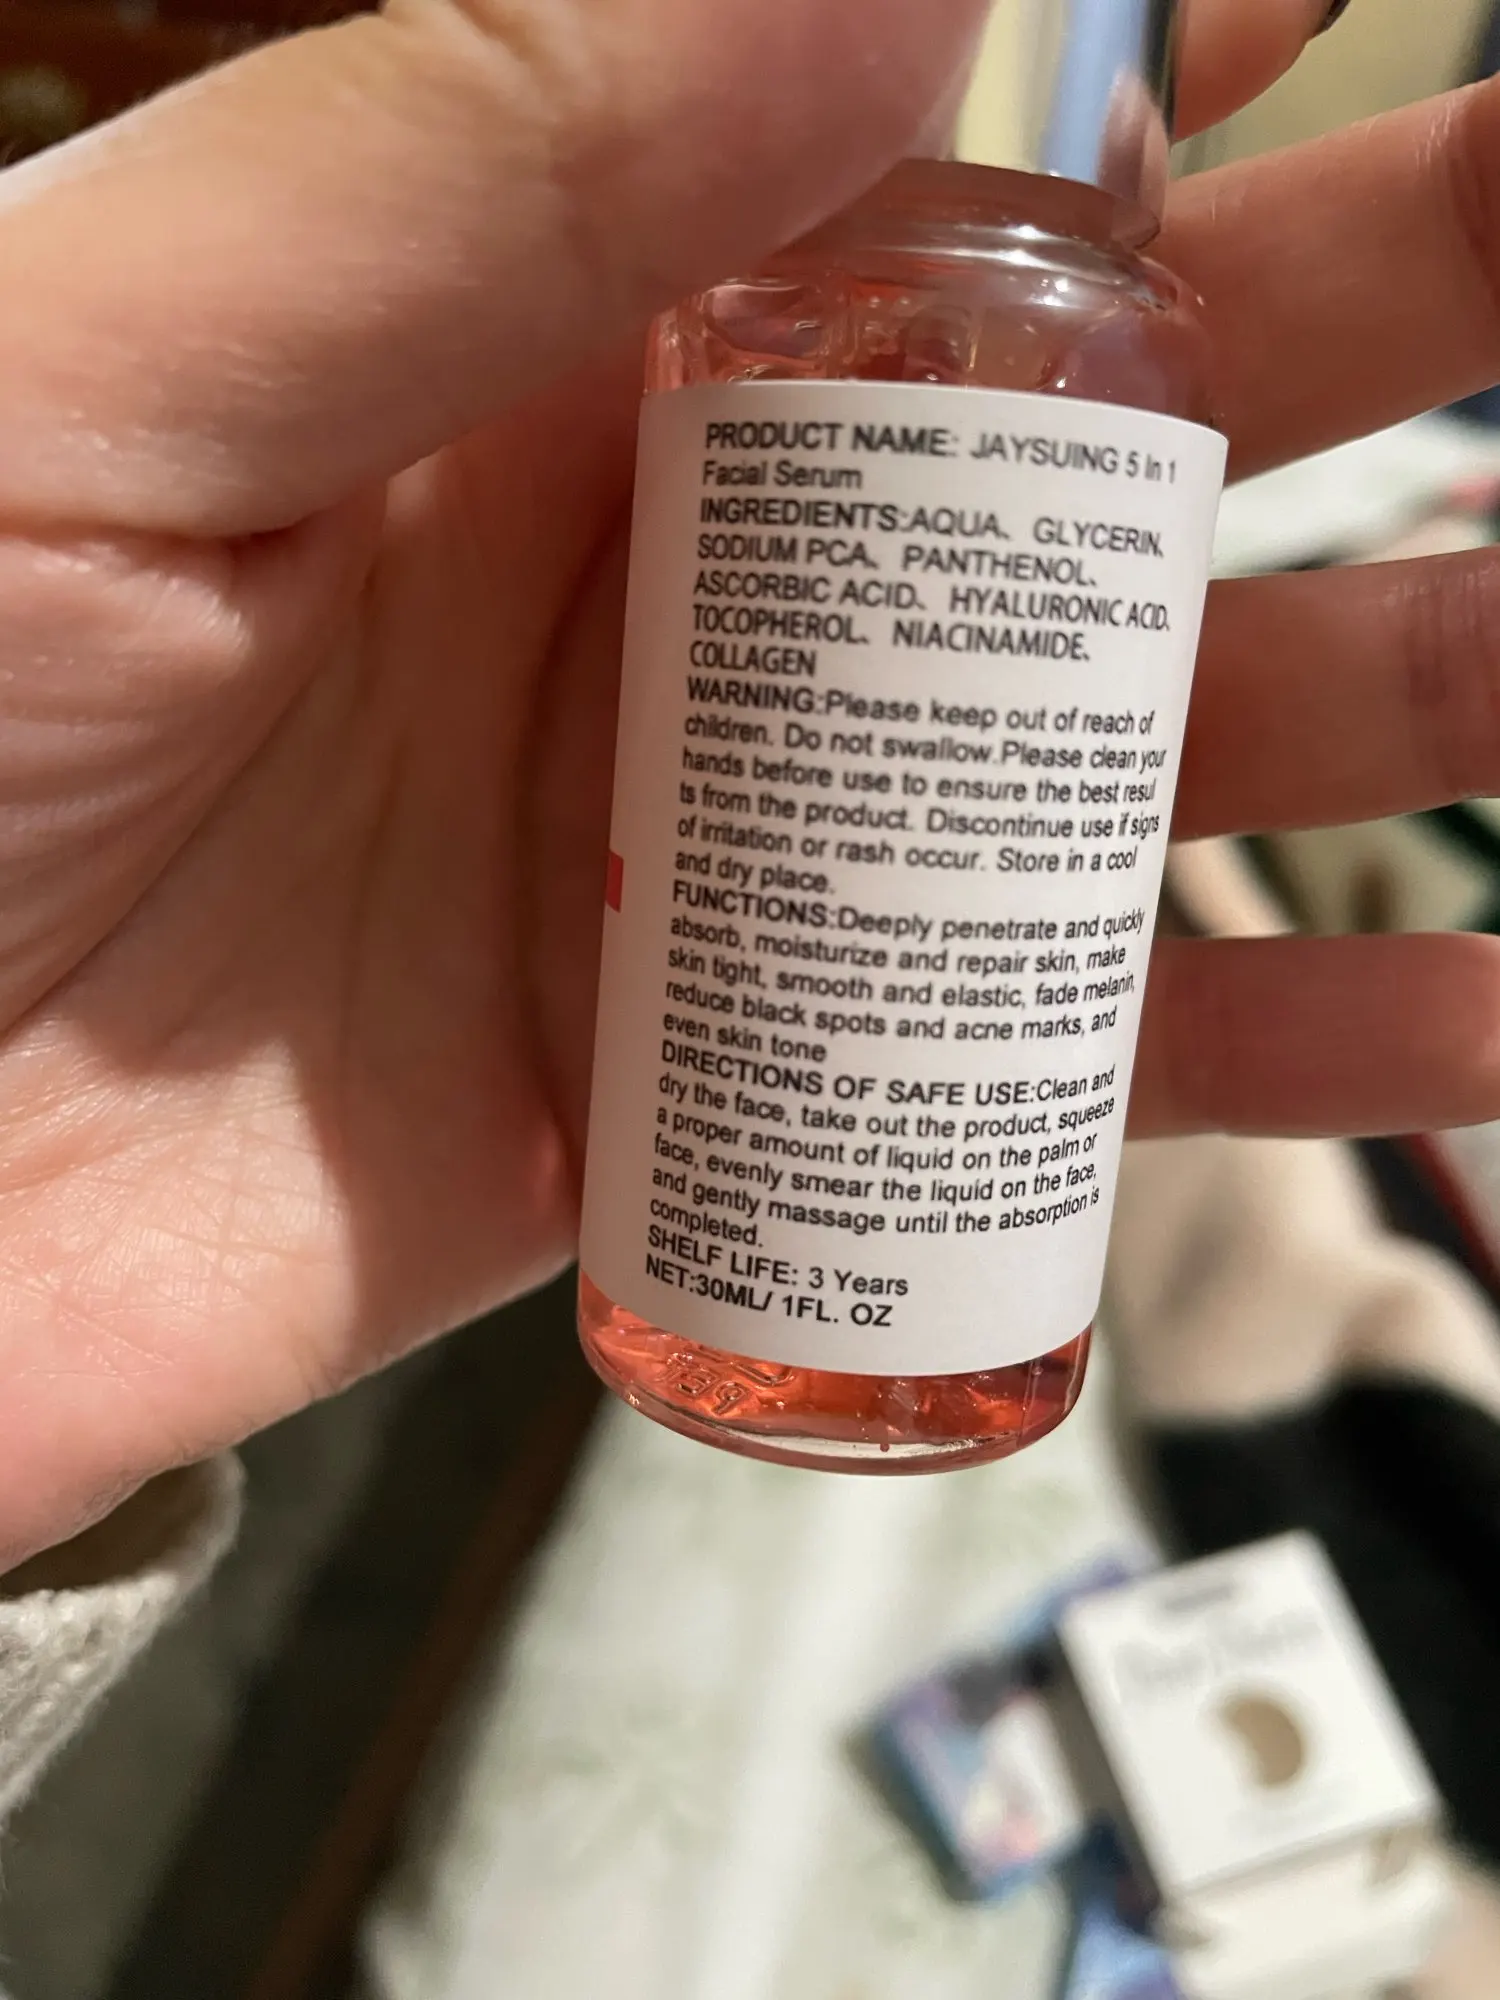 PRODUCT NAME: JAYSUING 5 In 1
Facial Serum
INGREDIENTS:AQUA、 GLYCERIN、
SODIUM PCA、 PANTHENOL、
ASCORBIC ACID、 HYALURONIC ACID、
TOCOPHEROL、 NIACINAMIDE、
COLLAGEN
WARNING:Please keep out of reach of
children. Do not swallow.Please clean your
hands before use to ensure the best resul
ts from the product. Discontinue use if signs
of irritation or rash occur. Store in a cool
and dry place.
FUNCTIONS:Deeply penetrate and quickly
absorb, moisturize and repair skin, make
skin tight, smooth and elastic, fade melanin,
reduce black spots and acne marks, and
even skin tone
DIRECTIONS OF SAFE USE:Clean and
dry the face, take out the product, squeeze
a proper amount of liquid on the palm or
face, evenly smear the liquid on the face,
and gently massage until the absorption is
completed.
SHELF LIFE: 3 Years
NET:30ML/ 1FL. OZ